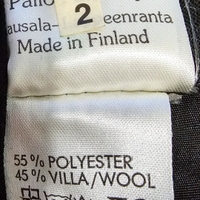 2
Made in Finland
55 % POLYESTER
45 % VILLA/WOOL